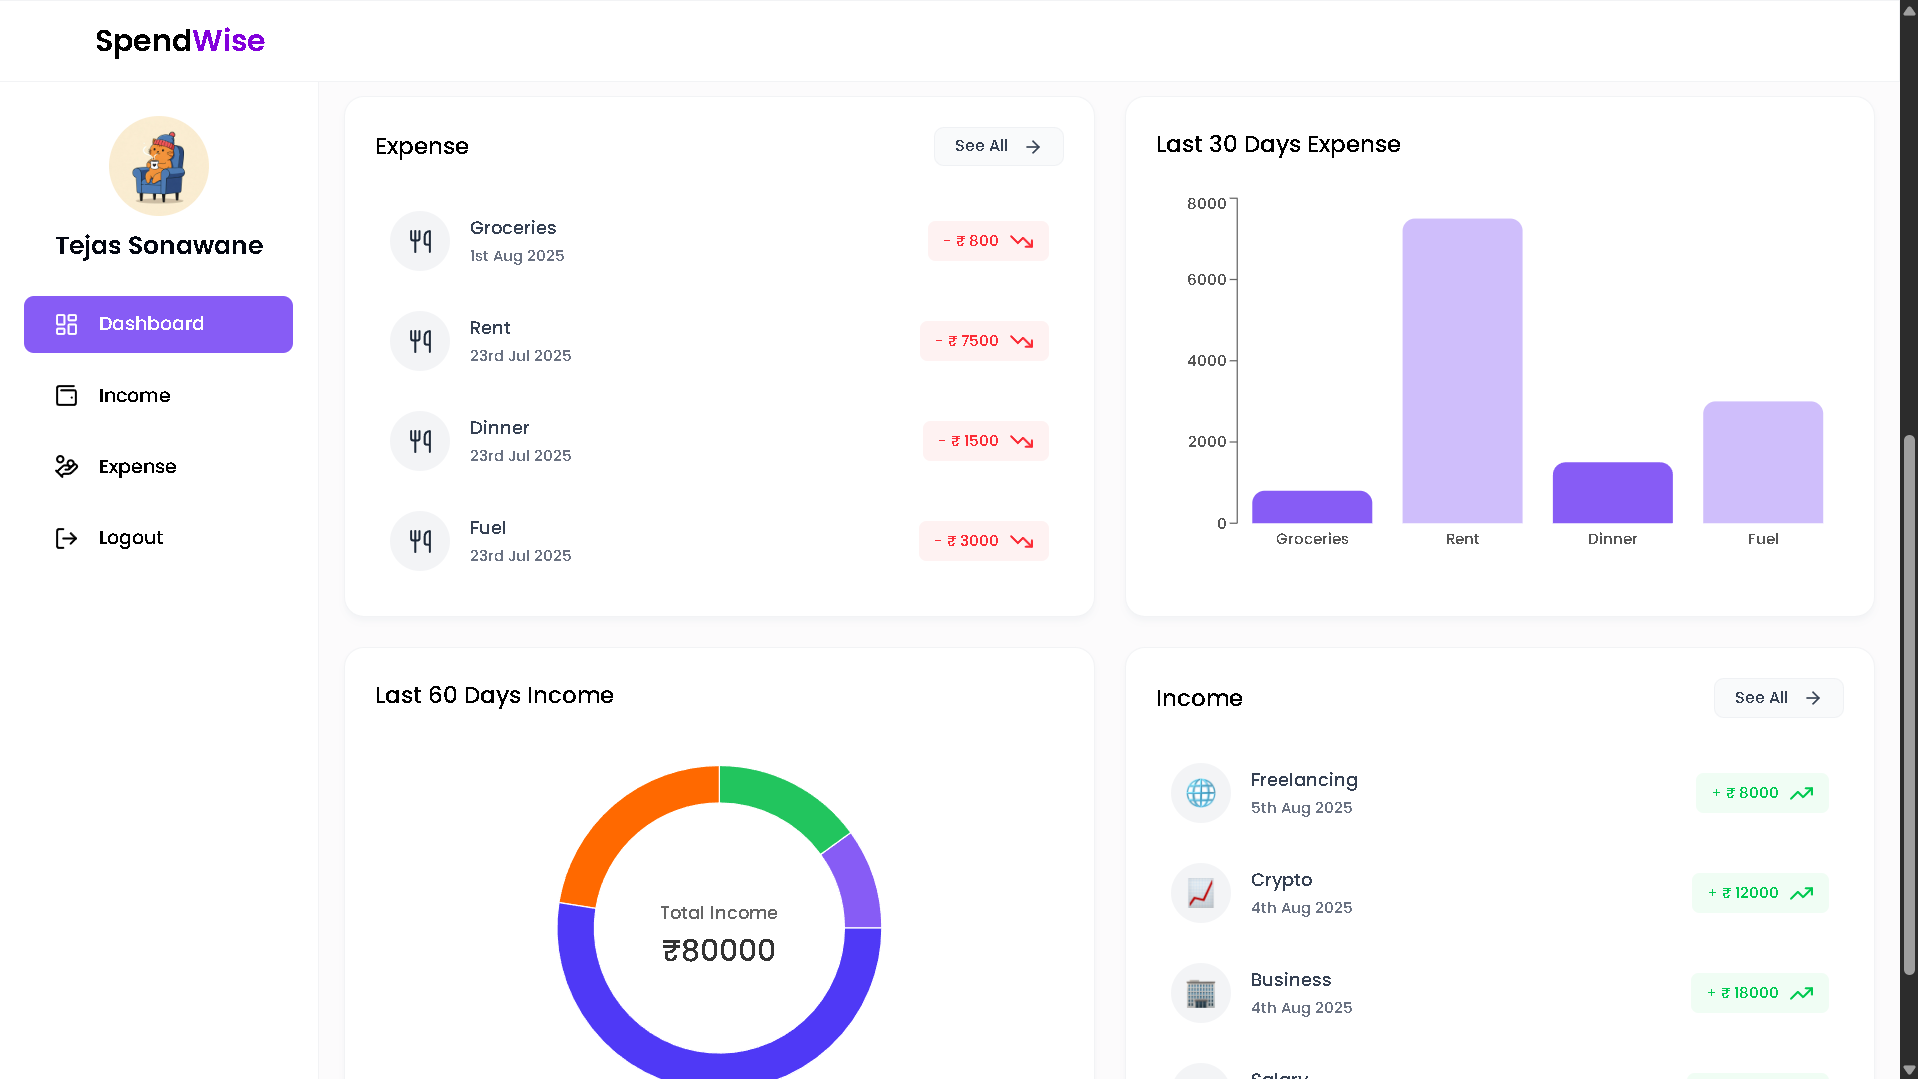 SpendWise
Tejas Sonawane
Dashboard
Income
Expense
Logout
Expense
See All
Groceries
1st Aug 2025
- ₹ 800
Rent
23rd Jul 2025
- ₹ 7500
Dinner
23rd Jul 2025
- ₹ 1500
Fuel
23rd Jul 2025
- ₹ 3000
Last 30 Days Expense
8000
6000
4000
2000
0
Groceries Rent Dinner Fuel
Last 60 Days Income
Total Income
₹80000
Income
See All
Freelancing
5th Aug 2025
+ ₹ 8000
Crypto
4th Aug 2025
+ ₹ 12000
Business
4th Aug 2025
+ ₹ 18000
Salary